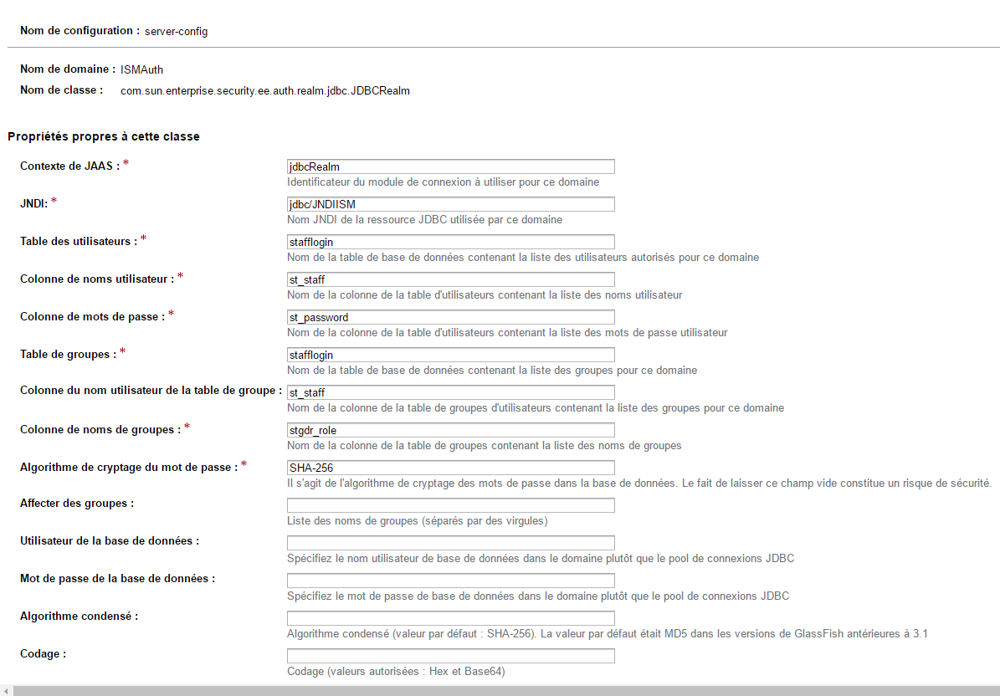 Nom de configuration : server-config
Nom de domaine : ISMAuth
Nom de classe : com.sun.enterprise.security.ee.auth.realm.jdbc.JDBCRealm
Propriétés propres à cette classe
Contexte de JAAS : * jdbcRealm
Identificateur du module de connexion à utiliser pour ce domaine
JNDI: * jdbc/JNDIISM
Nom JNDI de la ressource JDBC utilisée par ce domaine
Table des utilisateurs : * stafflogin
Nom de la table de base de données contenant la liste des utilisateurs autorisés pour ce domaine
Colonne de noms utilisateur : * st_staff
Nom de la colonne de la table d'utilisateurs contenant la liste des noms utilisateur
Colonne de mots de passe : * st_password
Nom de la colonne de la table d'utilisateurs contenant la liste des mots de passe utilisateur
Table de groupes : * stafflogin
Nom de la table de base de données contenant la liste des groupes pour ce domaine
Colonne du nom utilisateur de la table de groupe : st_staff
Nom de la colonne de la table de groupes d'utilisateurs contenant la liste des groupes pour ce domaine
Colonne de noms de groupes : * stgdr_role
Nom de la colonne de la table de groupes contenant la liste des noms de groupes
Algorithme de cryptage du mot de passe : * SHA-256
Il s'agit de l'algorithme de cryptage des mots de passe dans la base de données. Le fait de laisser ce champ vide constitue un risque de sécurité.
Affecter des groupes :
Liste des noms de groupes (séparés par des virgules)
Utilisateur de la base de données :
Spécifiez le nom utilisateur de base de données dans le domaine plutôt que le pool de connexions JDBC
Mot de passe de la base de données :
Spécifiez le mot de passe de base de données dans le domaine plutôt que le pool de connexions JDBC
Algorithme condensé :
Algorithme condensé (valeur par défaut : SHA-256). La valeur par défaut était MD5 dans les versions de GlassFish antérieures à 3.1
Codage :
Codage (valeurs autorisées : Hex et Base64)